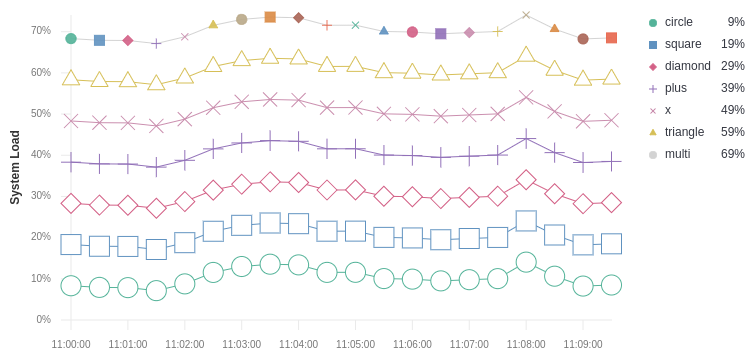 70%
60%
50%
40%
30%
20%
10%
0%
System Load
11:00:00 11:01:00 11:02:00 11:03:00 11:04:00 11:05:00 11:06:00 11:07:00 11:08:00 11:09:00
circle 9%
square 19%
diamond 29%
plus 39%
x 49%
triangle 59%
multi 69%